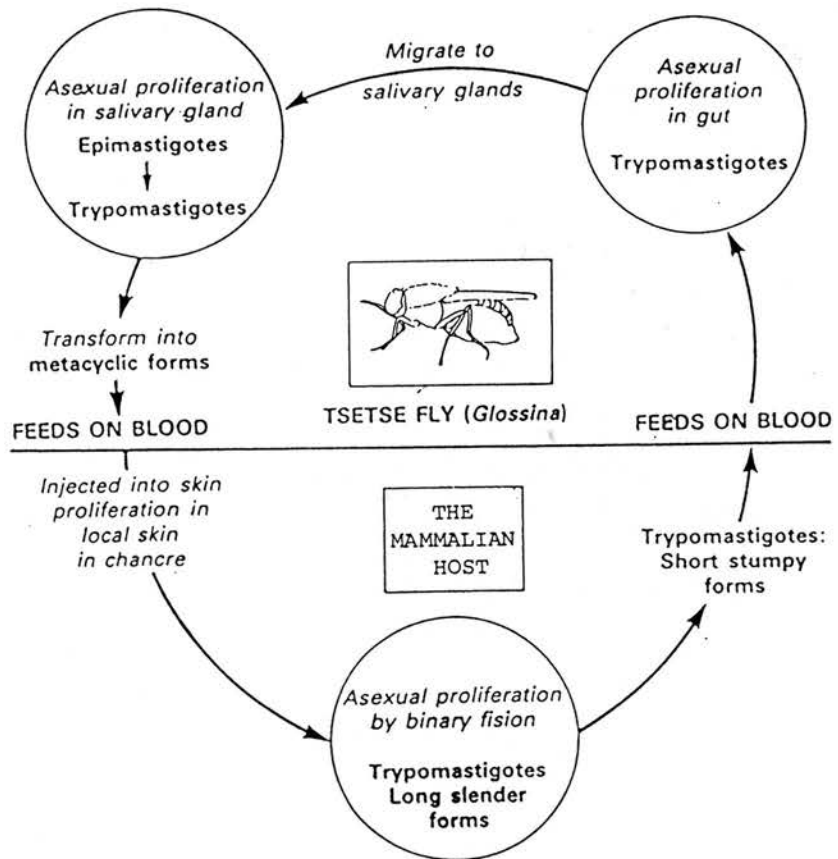 Migrate to
salivary glands
Asexual proliferation
in salivary gland
Epimastigotes
Trypomastigotes
Asexual
proliferation
in gut
Trypomastigotes
Transform into
metacyclic forms
FEEDS ON BLOOD
TSETSE FLY (Glossina)
FEEDS ON BLOOD
Injected into skin
proliferation in
local skin
in chancre
THE
MAMMALIAN
HOST
Trypomastigotes:
Short stumpy
forms
Asexual proliferation
by binary fision
Trypomastigotes
Long slender
forms